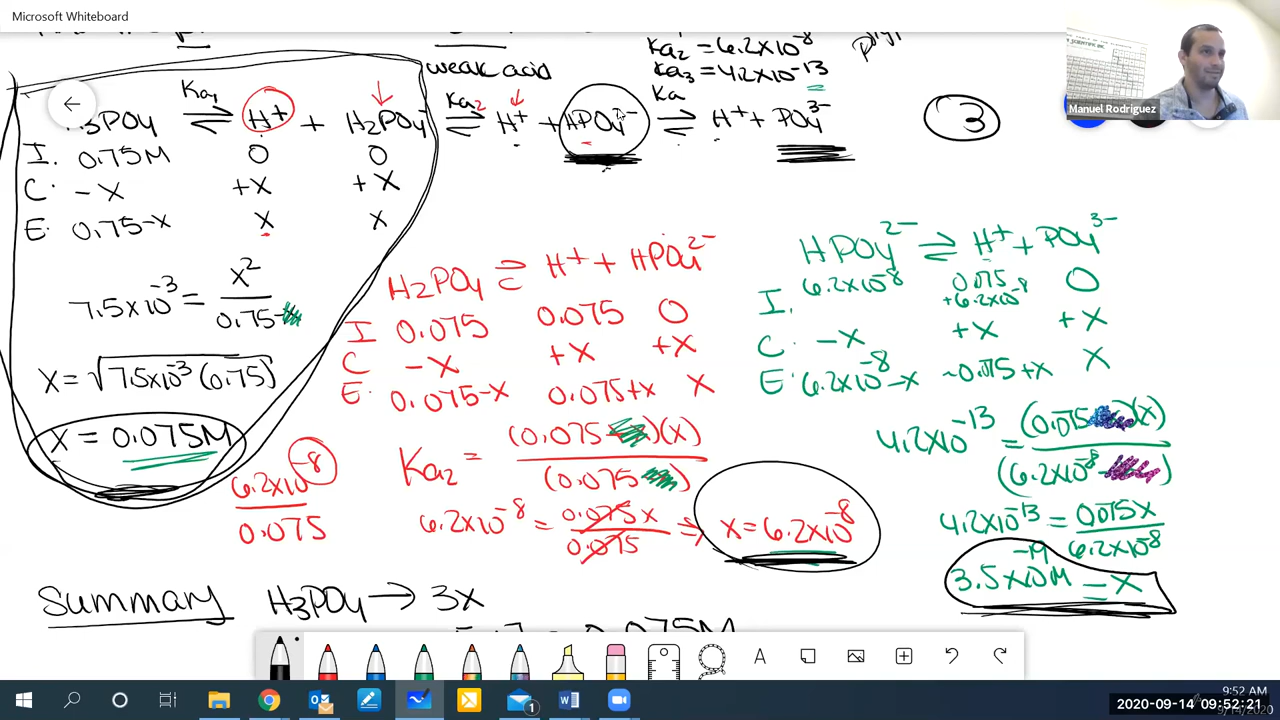 Microsoft Whiteboard
weak acid
Ka2 = 6.2x10^-8
Ka3 = 4.2x10^-13
Manuel Rodriguez
H3PO4 Ka1 ⇌ H+ + H2PO4 Ka2 ⇌ H+ + HPO4^2- Ka ⇌ H+ + PO4^3-
3
I. 0.75M 0 0
C. -X +X +X
E. 0.75-X X X
7.5x10^-3 = X^2 / 0.75-
X = √7.5x10^-3 (0.75)
X = 0.075M
6.2x10^-8 / 0.075
H2PO4 ⇌ H+ + HPO4^2-
I 0.075 0.075 0
C -X +X +X
E. 0.075-X 0.075+X X
Ka2 = (0.075 )(X) / (0.075 )
6.2x10^-8 = 0.075X / 0.075 ⇒ X = 6.2x10^-8
HPO4^2- ⇌ H+ + PO4^3-
I. 6.2x10^-8 0.075 +6.2x10^-8 0
C. -X +X +X
E. 6.2x10^-8-X ~0.075+X X
4.2x10^-13 = (0.075 )(X) / (6.2x10^-8 )
4.2x10^-13 = 0.075X / 6.2x10^-8
3.5x10^-19 M = X
Summary H3PO4 → 3X
0.075M
9:52 AM
2020-09-14 09:52:21